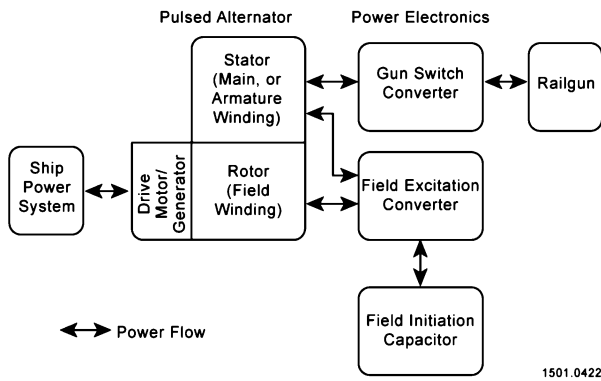 Pulsed Alternator
Power Electronics
Stator
(Main, or
Armature
Winding)
Gun Switch
Converter
Railgun
Ship
Power
System
Drive
Motor/
Generator
Rotor
(Field
Winding)
Field Excitation
Converter
Field Initiation
Capacitor
Power Flow
1501.0422